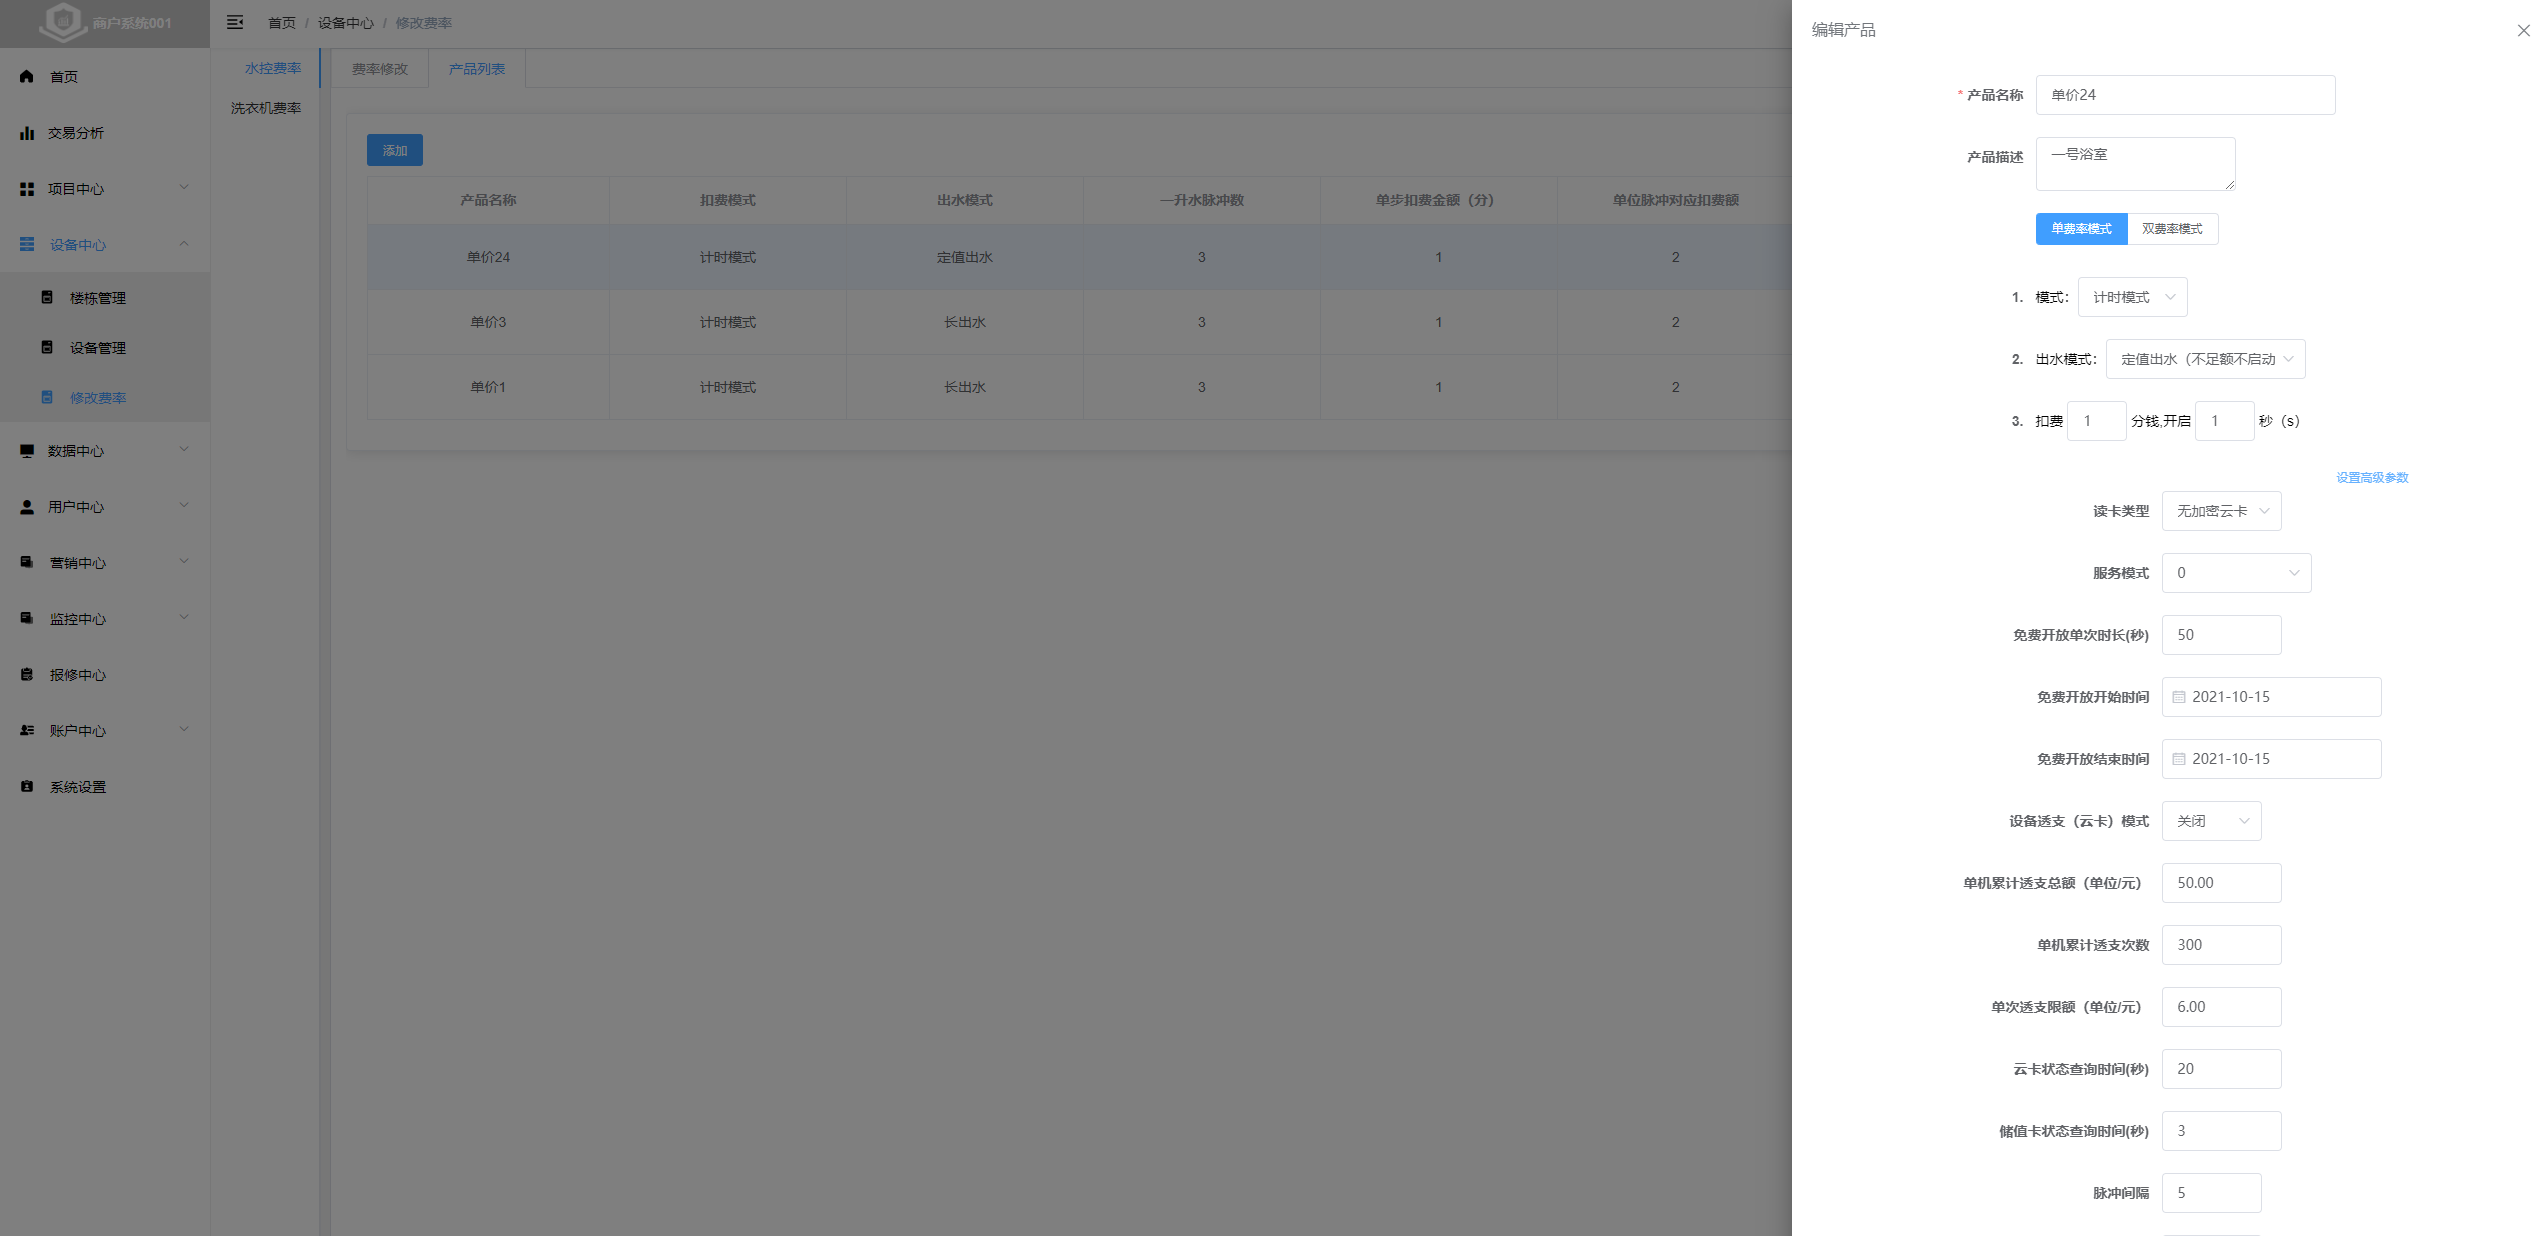 商户系统001
首页 / 设备中心 / 修改费率
首页
交易分析
项目中心
设备中心
楼栋管理
设备管理
修改费率
数据中心
用户中心
营销中心
监控中心
报修中心
账户中心
系统设置
水控费率
洗衣机费率
费率修改 产品列表
添加
产品名称 扣费模式 出水模式 一升水脉冲数 单步扣费金额（分） 单位脉冲对应扣费额
单价24 计时模式 定值出水 3 1 2
单价3 计时模式 长出水 3 1 2
单价1 计时模式 长出水 3 1 2
编辑产品
* 产品名称 单价24
产品描述 一号浴室
单费率模式 双费率模式
1. 模式: 计时模式
2. 出水模式: 定值出水（不足额不启动
3. 扣费 1 分钱,开启 1 秒（s）
设置高级参数
读卡类型 无加密云卡
服务模式 0
免费开放单次时长(秒) 50
免费开放开始时间 2021-10-15
免费开放结束时间 2021-10-15
设备透支（云卡）模式 关闭
单机累计透支总额（单位/元） 50.00
单机累计透支次数 300
单次透支限额（单位/元） 6.00
云卡状态查询时间(秒) 20
储值卡状态查询时间(秒) 3
脉冲间隔 5